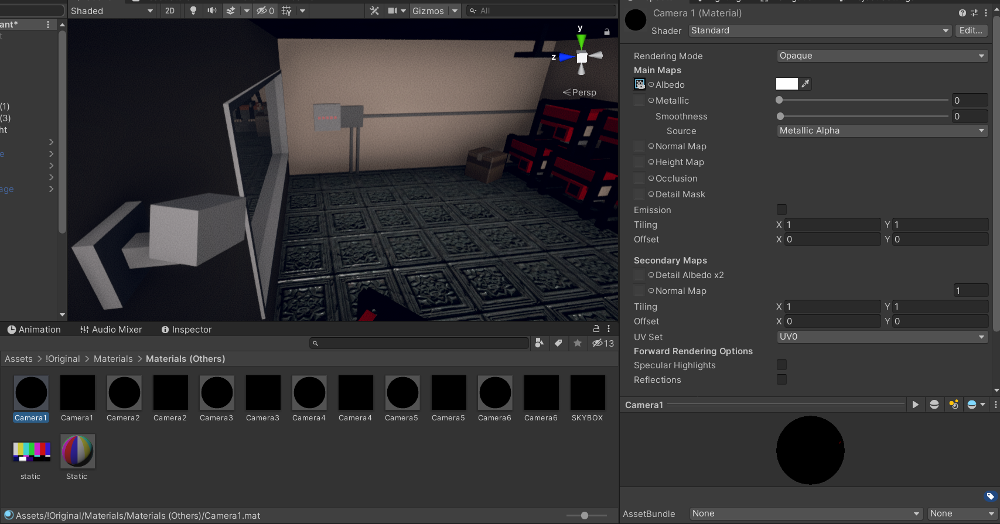 Shaded
2D
0
Gizmos
All
ant*
t
(1)
(3)
ht
e
age
y
z
Persp
Camera 1 (Material)
Shader
Standard
Edit...
Rendering Mode
Opaque
Main Maps
Albedo
Metallic
0
Smoothness
0
Source
Metallic Alpha
Normal Map
Height Map
Occlusion
Detail Mask
Emission
Tiling X 1 Y 1
Offset X 0 Y 0
Secondary Maps
Detail Albedo x2
Normal Map
1
Tiling X 1 Y 1
Offset X 0 Y 0
UV Set
UV0
Forward Rendering Options
Specular Highlights
Reflections
Camera1
AssetBundle
None
None
Animation
Audio Mixer
Inspector
13
Assets > !Original > Materials > Materials (Others)
Camera1 Camera1 Camera2 Camera2 Camera3 Camera3 Camera4 Camera4 Camera5 Camera5 Camera6 Camera6 SKYBOX
static Static
Assets/!Original/Materials/Materials (Others)/Camera1.mat